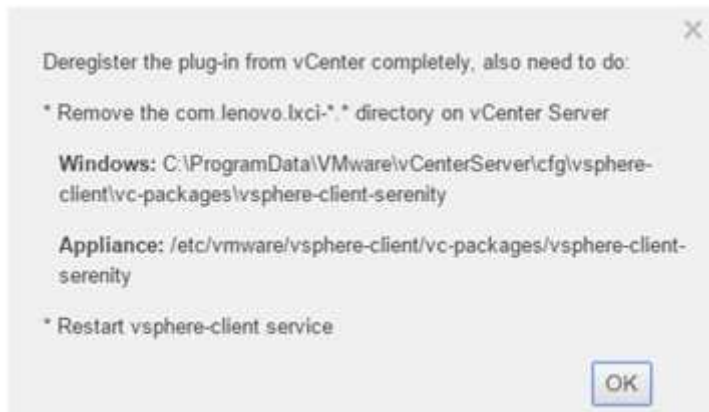 ×
Deregister the plug-in from vCenter completely, also need to do:
* Remove the com.lenovo.lxci-*.* directory on vCenter Server
Windows: C:\ProgramData\VMware\vCenterServer\cfg\vsphere-
client\vc-packages\vsphere-client-serenity
Appliance: /etc/vmware/vsphere-client/vc-packages/vsphere-client-
serenity
* Restart vsphere-client service
OK